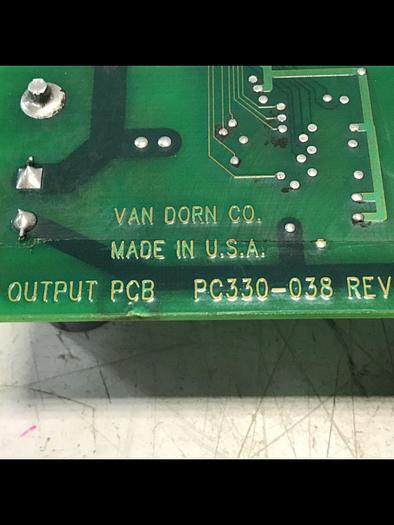 VAN DORN CO.
MADE IN U.S.A.
OUTPUT PCB PC330-038 REV